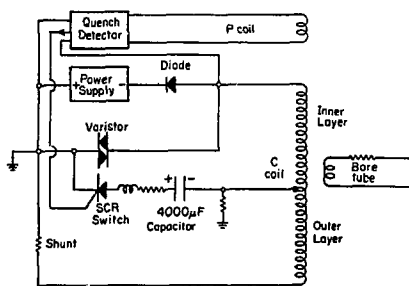 Quench
Detector
P coil
Diode
+ Power −
Supply
Inner
Layer
Varistor
C
coil
Bore
tube
+ −
SCR
Switch
4000μF
Capacitor
Outer
Layer
Shunt